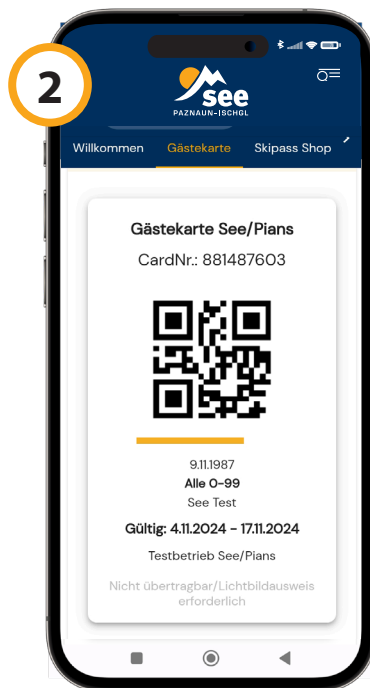 2
see
PAZNAUN-ISCHGL
Willkommen Gästekarte Skipass Shop
Gästekarte See/Pians
CardNr.: 881487603
9.11.1987
Alle 0-99
See Test
Gültig: 4.11.2024 - 17.11.2024
Testbetrieb See/Pians
Nicht übertragbar/Lichtbildausweis
erforderlich